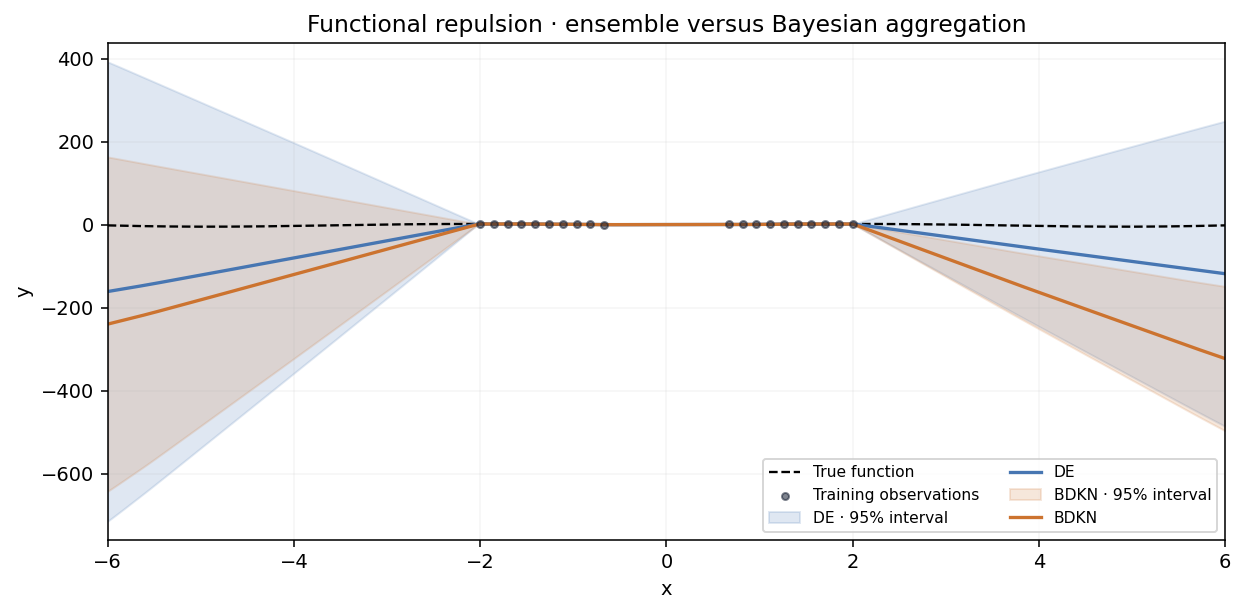 Functional repulsion · ensemble versus Bayesian aggregation
400
200
0
−200
−400
−600
y
−6
−4
−2
0
2
4
6
x
True function
Training observations
DE · 95% interval
DE
BDKN · 95% interval
BDKN